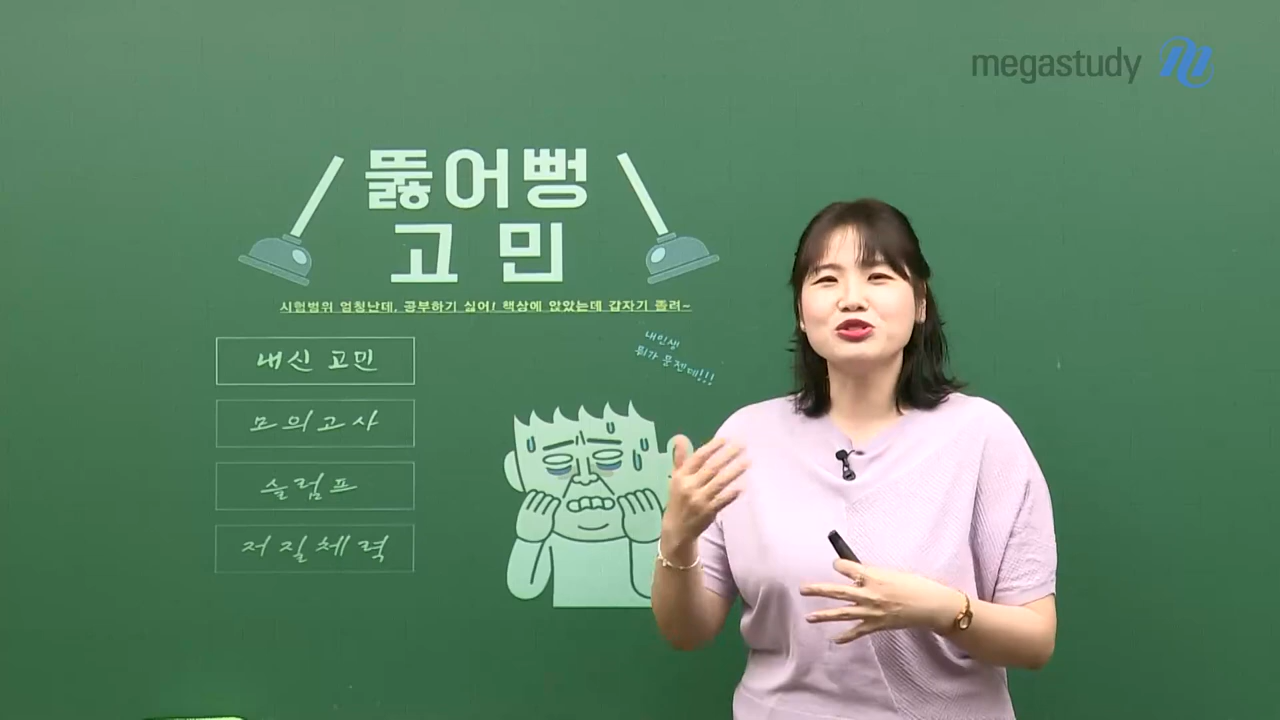 megastudy
뚫어뻥
고민
시험범위 엄청난데, 공부하기 싫어! 책상에 앉았는데 갑자기 졸려~
내인생
뭐가 문젠데!!!
내신 고민
모의고사
슬럼프
저질체력